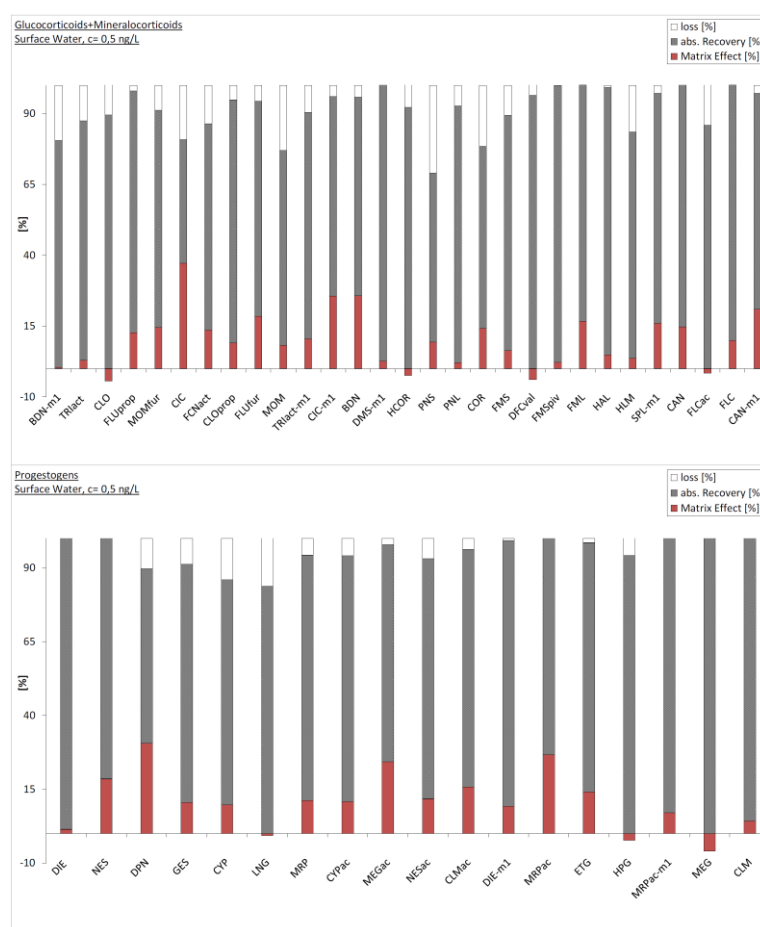 Glucocorticoids+Mineralocorticoids
Surface Water, c= 0,5 ng/L
loss [%]
abs. Recovery [%
Matrix Effect [%]
90
65
40
15
-10
[%]
BDN-m1 TRIact CLO FLUprop MOMfur CIC FCNact CLOprop FLUfur MOM TRIact-m1 CIC-m1 BDN DMS-m1 HCOR PNS PNL COR FMS DFCval FMSpiv FML HAL HLM SPL-m1 CAN FLCac FLC CAN-m1
Progestogens
Surface Water, c= 0,5 ng/L
loss [%]
abs. Recovery [%
Matrix Effect [%]
90
65
40
15
-10
[%]
DIE NES DPN GES CYP LNG MRP CYPac MEGac NESac CLMac DIE-m1 MRPac ETG HPG MRPac-m1 MEG CLM